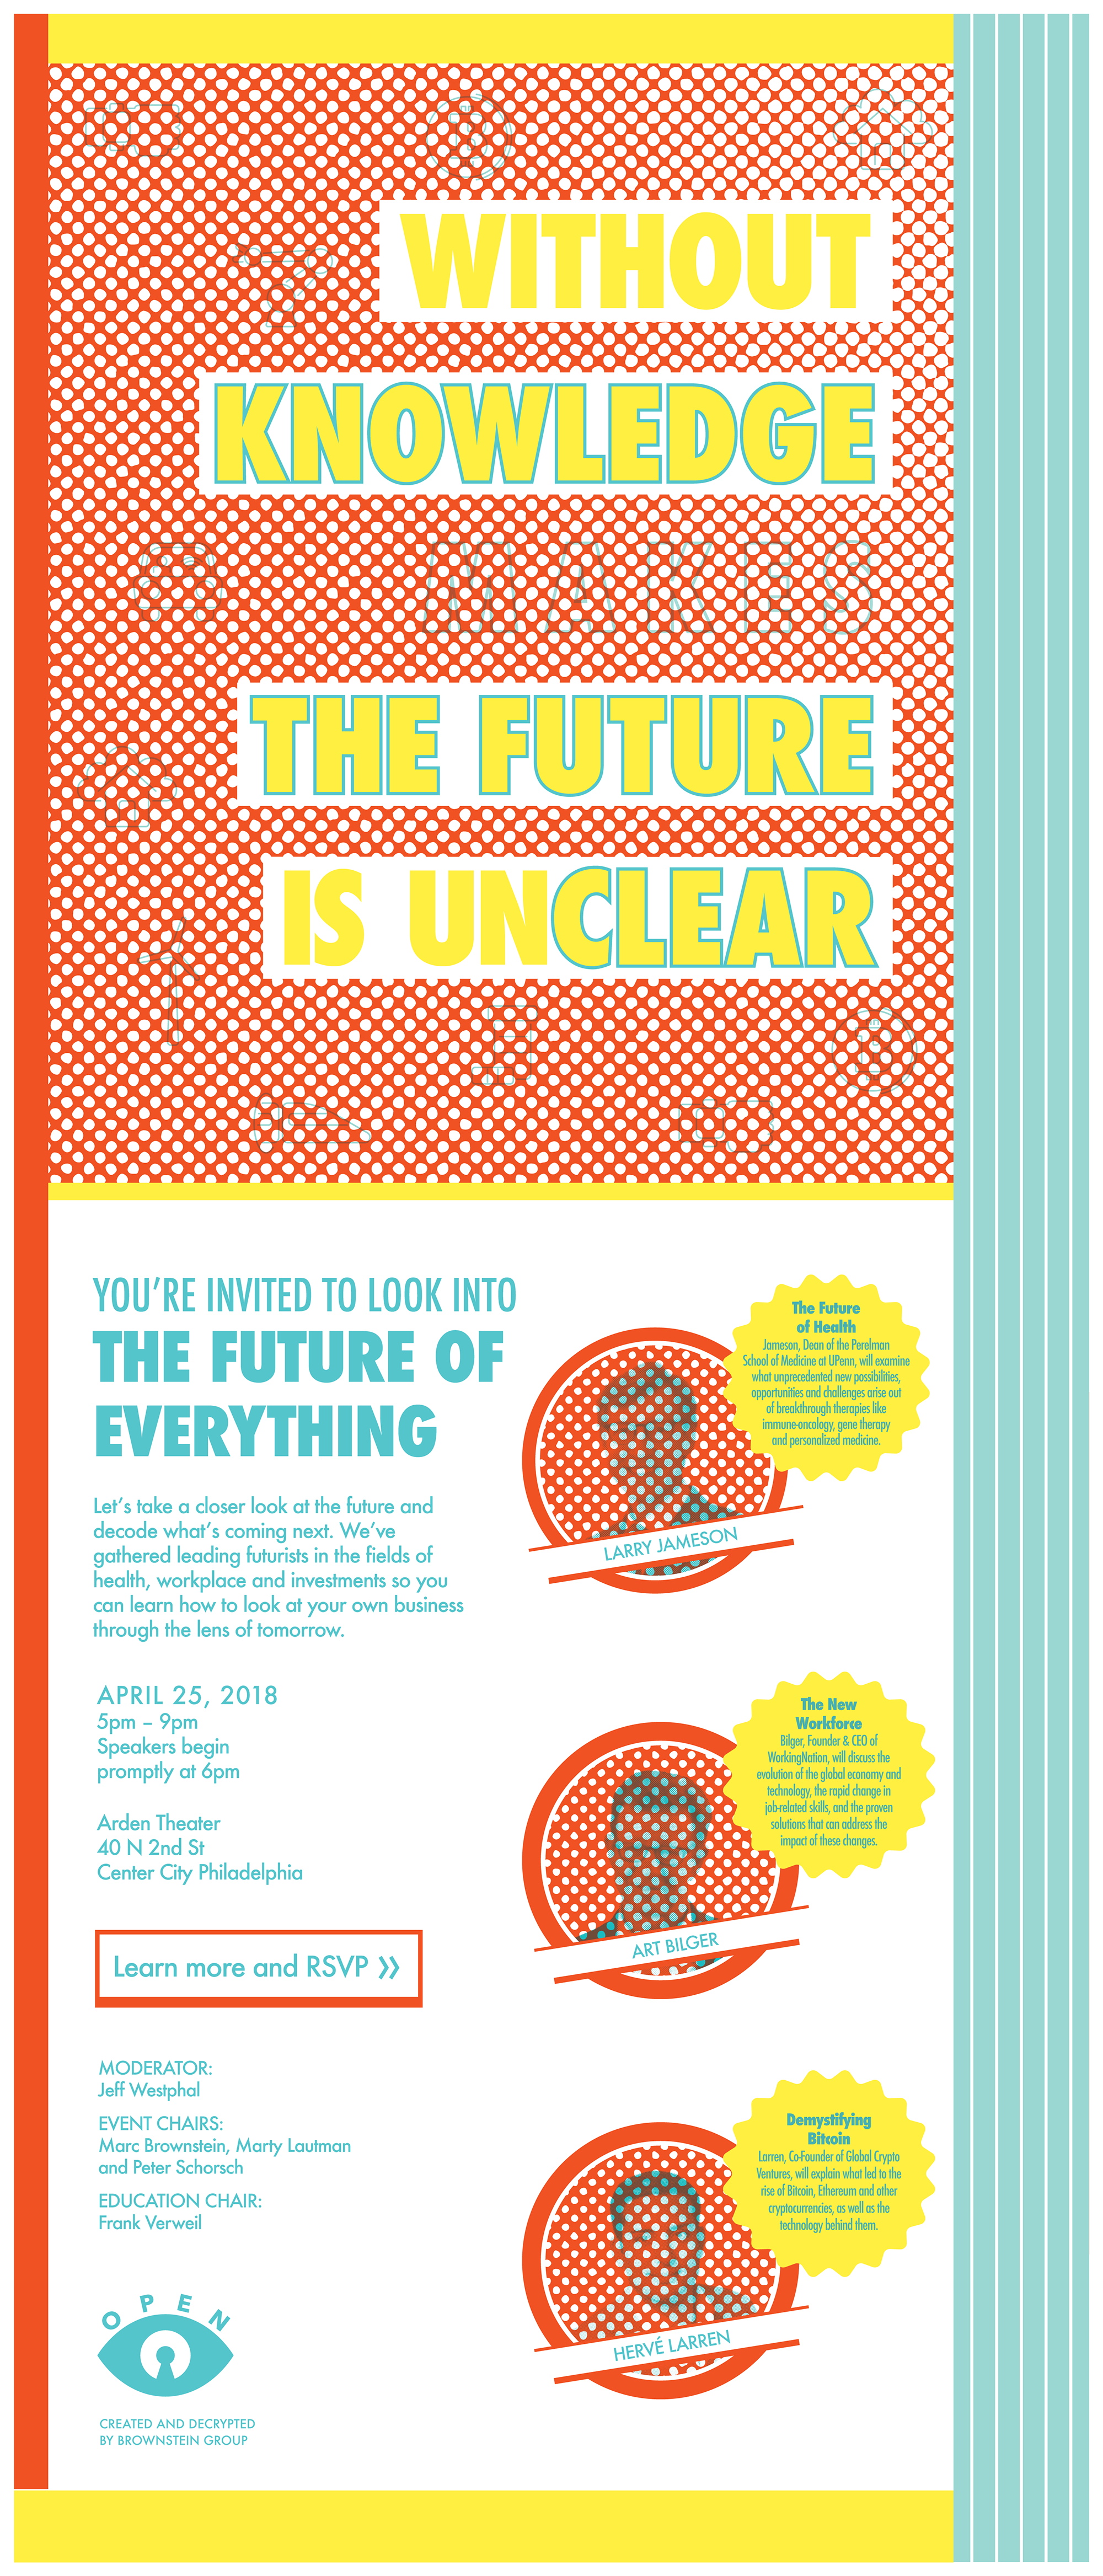 WITHOUT
KNOWLEDGE
MAKES
THE FUTURE
IS UNCLEAR
YOU'RE INVITED TO LOOK INTO
THE FUTURE OF
EVERYTHING
Let's take a closer look at the future and
decode what's coming next. We've
gathered leading futurists in the fields of
health, workplace and investments so you
can learn how to look at your own business
through the lens of tomorrow.
APRIL 25, 2018
5pm – 9pm
Speakers begin
promptly at 6pm
Arden Theater
40 N 2nd St
Center City Philadelphia
Learn more and RSVP »
MODERATOR:
Jeff Westphal
EVENT CHAIRS:
Marc Brownstein, Marty Lautman
and Peter Schorsch
EDUCATION CHAIR:
Frank Verweil
OPEN
CREATED AND DECRYPTED
BY BROWNSTEIN GROUP
The Future
of Health
Jameson, Dean of the Perelman
School of Medicine at UPenn, will examine
what unprecedented new possibilities,
opportunities and challenges arise out
of breakthrough therapies like
immune-oncology, gene therapy
and personalized medicine.
LARRY JAMESON
The New
Workforce
Bilger, Founder & CEO of
WorkingNation, will discuss the
evolution of the global economy and
technology, the rapid change in
job-related skills, and the proven
solutions that can address the
impact of these changes.
ART BILGER
Demystifying
Bitcoin
Larren, Co-Founder of Global Crypto
Ventures, will explain what led to the
rise of Bitcoin, Ethereum and other
cryptocurrencies, as well as the
technology behind them.
HERVÉ LARREN